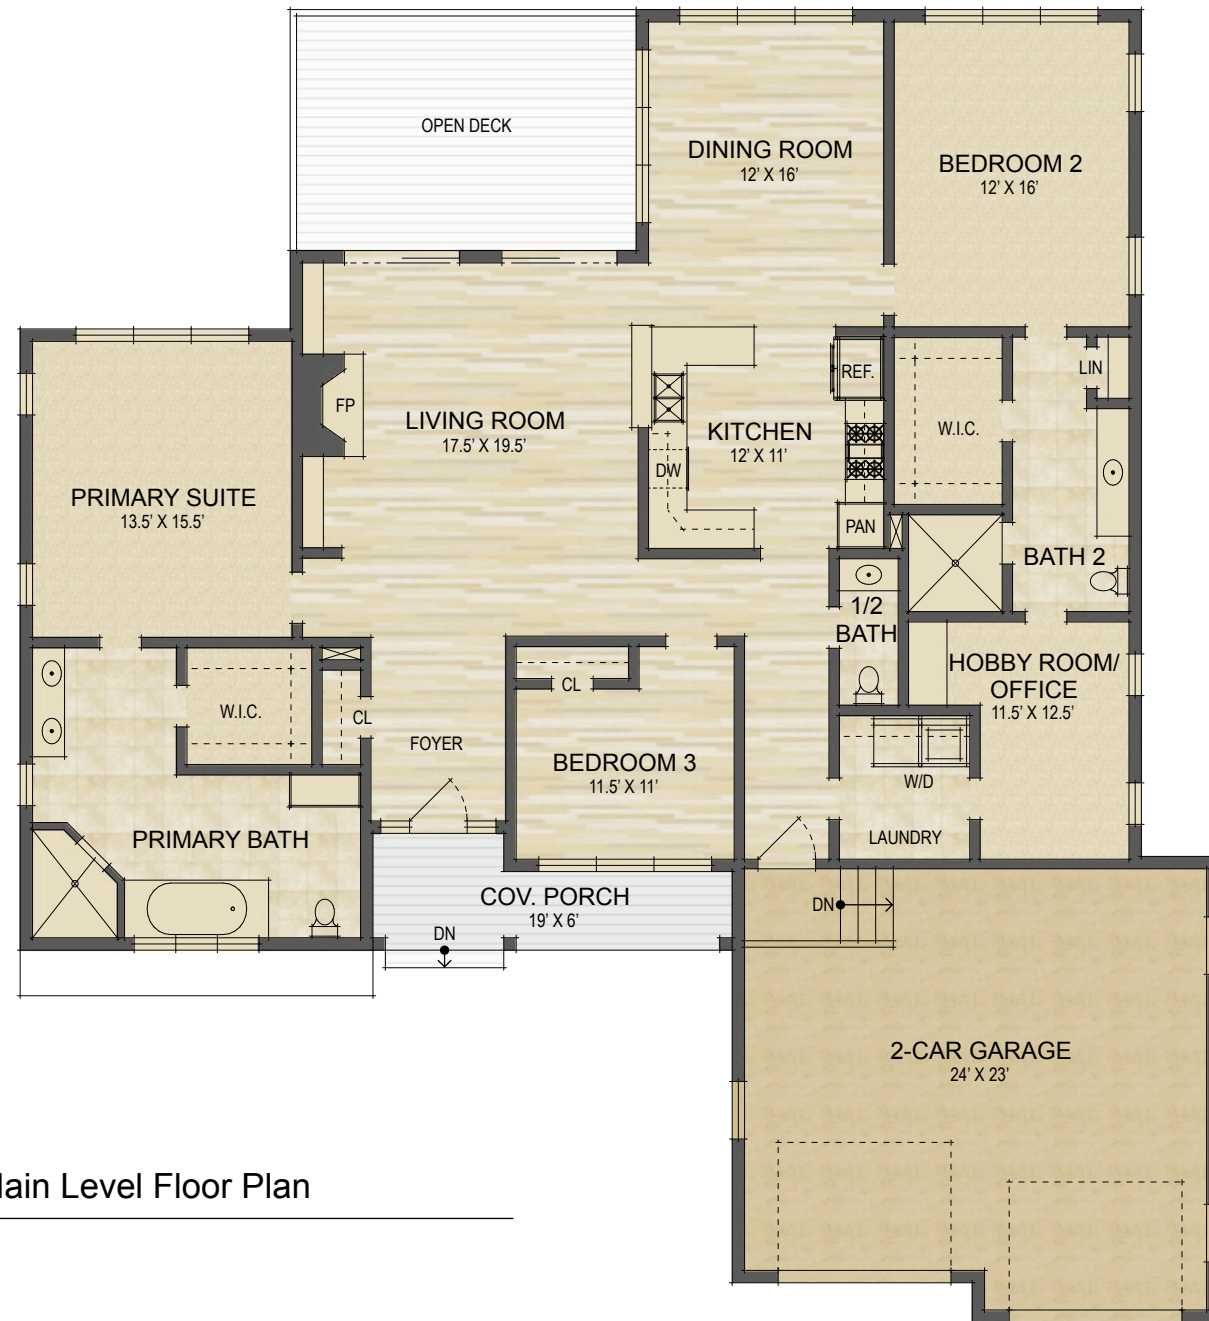 OPEN DECK
DINING ROOM
12' X 16'
BEDROOM 2
12' X 16'
LIN
REF.
FP
LIVING ROOM
17.5' X 19.5'
KITCHEN
12' X 11'
W.I.C.
DW
PRIMARY SUITE
13.5' X 15.5'
PAN
BATH 2
1/2
BATH
HOBBY ROOM/
OFFICE
11.5' X 12.5'
CL
W.I.C.
CL
FOYER
BEDROOM 3
11.5' X 11'
W/D
LAUNDRY
PRIMARY BATH
COV. PORCH
19' X 6'
DN
DN
2-CAR GARAGE
24' X 23'
Level Floor Plan